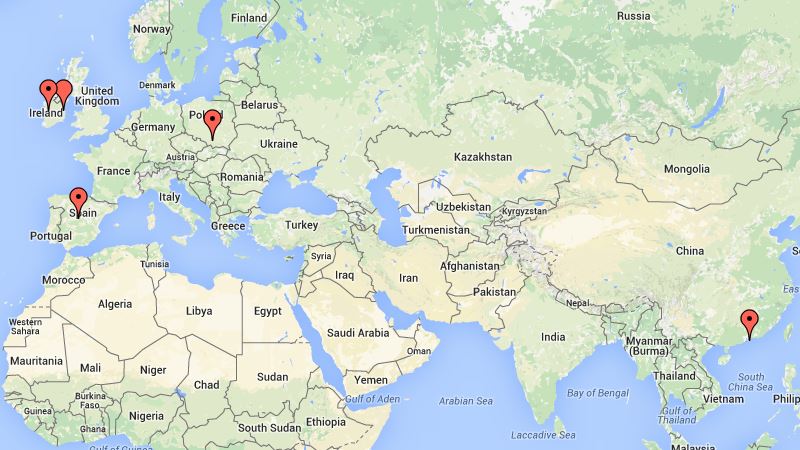 Finland
Russia
Norway
Denmark
United
Kingdom
Ireland
Belarus
Germany
Ukraine
Austria
France
Kazakhstan
Mongolia
Romania
Italy
Spain
Portugal
Greece
Turkey
Uzbekistan
Kyrgyzstan
Turkmenistan
China
Tunisia
Syria
Iraq
Iran
Afghanistan
Pakistan
Nepal
Morocco
Algeria
Libya
Egypt
Western
Sahara
Saudi Arabia
India
Myanmar
(Burma)
Oman
Mauritania
Mali
Niger
Chad
Sudan
Yemen
Thailand
South
China Sea
Vietnam
Gulf of Aden
Arabian Sea
Bay of Bengal
Burkina
Faso
Guinea
Nigeria
South Sudan
Ethiopia
Gulf of
Thailand
Laccadive Sea
Malaysia